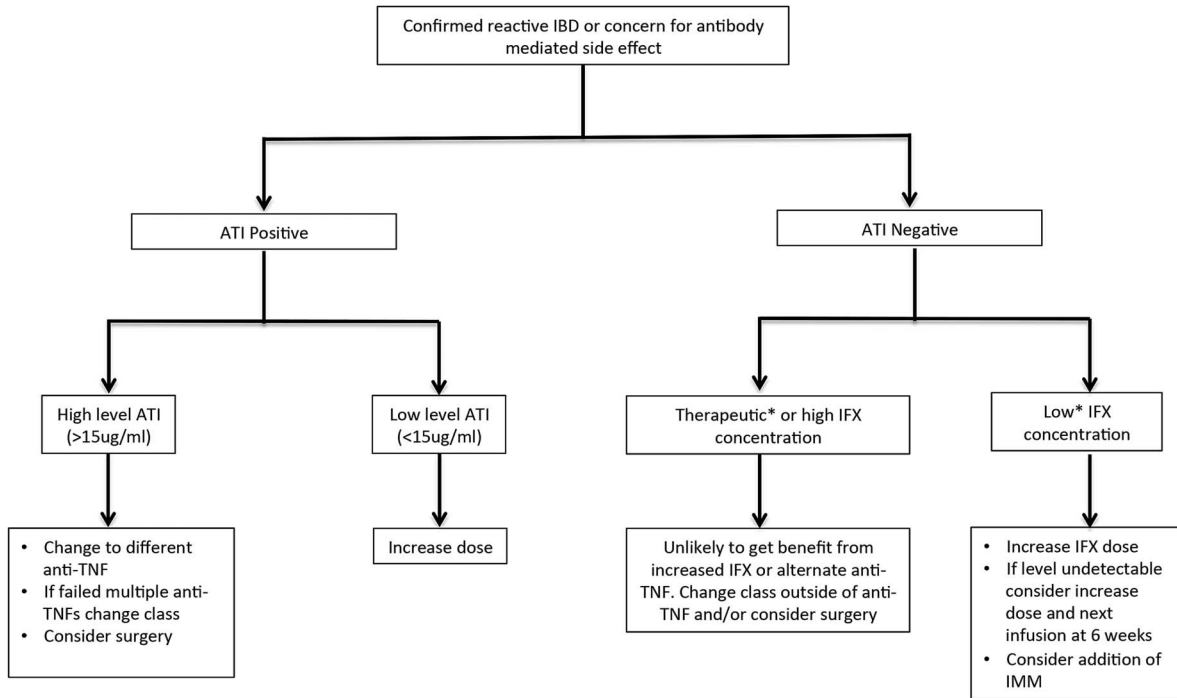 Confirmed reactive IBD or concern for antibody
mediated side effect
ATI Positive
ATI Negative
High level ATI
(>15ug/ml)
Low level ATI
(<15ug/ml)
Therapeutic* or high IFX
concentration
Low* IFX
concentration
• Change to different
anti-TNF
• If failed multiple anti-
TNFs change class
• Consider surgery
Increase dose
Unlikely to get benefit from
increased IFX or alternate anti-
TNF. Change class outside of anti-
TNF and/or consider surgery
• Increase IFX dose
• If level undetectable
consider increase
dose and next
infusion at 6 weeks
• Consider addition of
IMM